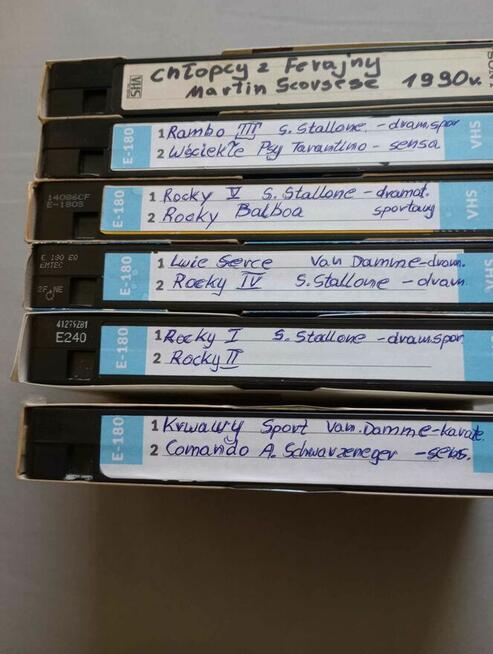 VHS
Chłopcy z Ferajny
Martin Scorsese 1990r.
E-180
1 Rambo III S. Stallone - dram. spor
2 Wściekłe Psy Tarantino - sensa
VHS
14086CF
E-180S
E-180
1 Rocky V S. Stallone - dramat.
2 Rocky Balboa sportowy
VHS
E 180 EQ
EMTEC
E-180
1 Lwie Serce Van Damme - dram.
2 Rocky IV S. Stallone - dram
VHS
E240
E-180
1 Rocky I S. Stallone - dram. spor
2 Rocky II
E-180
1 Krwawy Sport Van. Damme - karate.
2 Comando A. Schwarzeneger - sens.